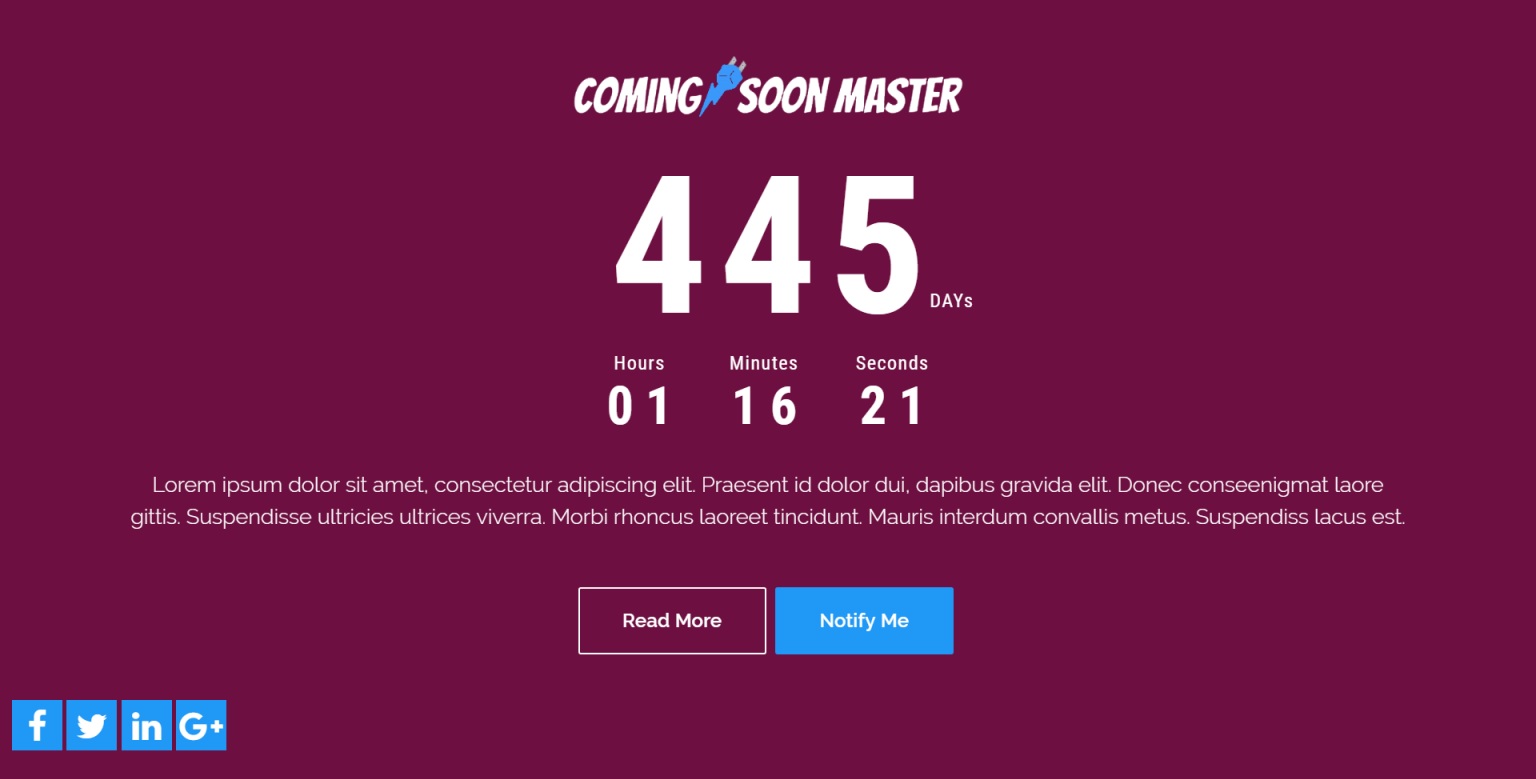 COMING SOON MASTER
445 DAYs
Hours Minutes Seconds
01 16 21
Lorem ipsum dolor sit amet, consectetur adipiscing elit. Praesent id dolor dui, dapibus gravida elit. Donec conseenigmat laore
gittis. Suspendisse ultricies ultrices viverra. Morbi rhoncus laoreet tincidunt. Mauris interdum convallis metus. Suspendiss lacus est.
Read More Notify Me
f in G+